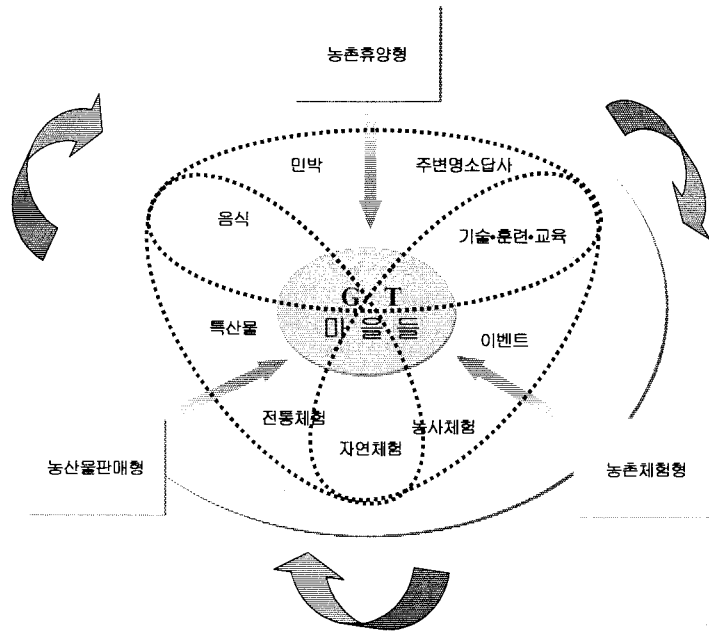 농촌휴양형
민박
주변명소답사
음식
기술•훈련•교육
G T
마을들
특산물
이벤트
전통체험
농사체험
자연체험
농산물판매형
농촌체험형